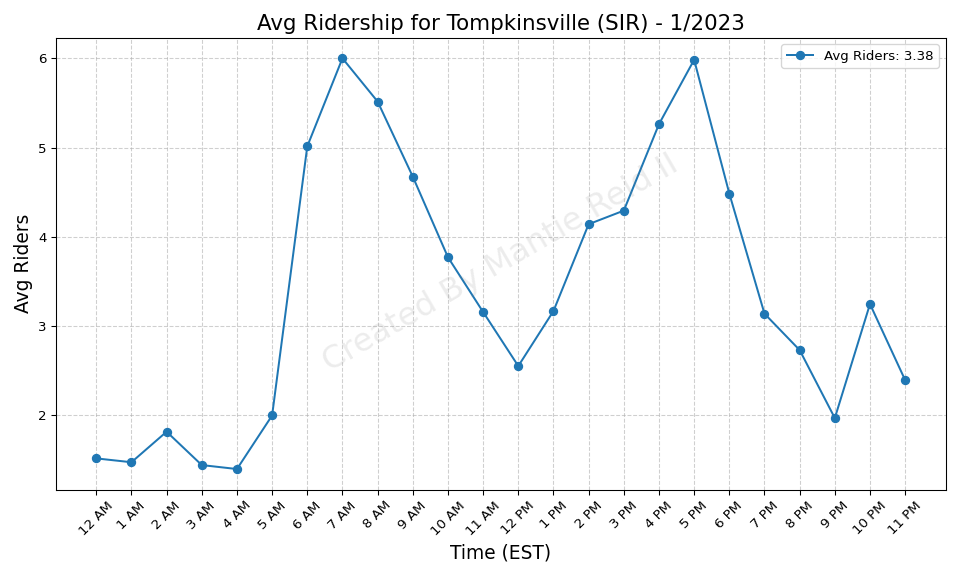 Avg Ridership for Tompkinsville (SIR) - 1/2023
Avg Riders: 3.38
6
5
4
3
2
Avg Riders
Created By Mantie Reid II
12 AM
1 AM
2 AM
3 AM
4 AM
5 AM
6 AM
7 AM
8 AM
9 AM
10 AM
11 AM
12 PM
1 PM
2 PM
3 PM
4 PM
5 PM
6 PM
7 PM
8 PM
9 PM
10 PM
11 PM
Time (EST)